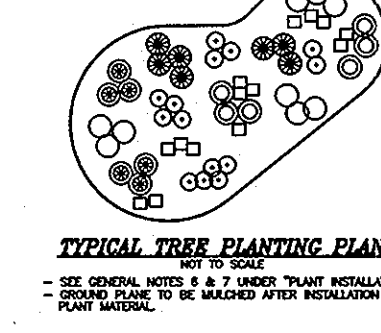 TYPICAL TREE PLANTING PLAN
NOT TO SCALE
- SEE GENERAL NOTES 6 & 7 UNDER "PLANT INSTALLA
- GROUND PLANE TO BE MULCHED AFTER INSTALLATION
PLANT MATERIAL.